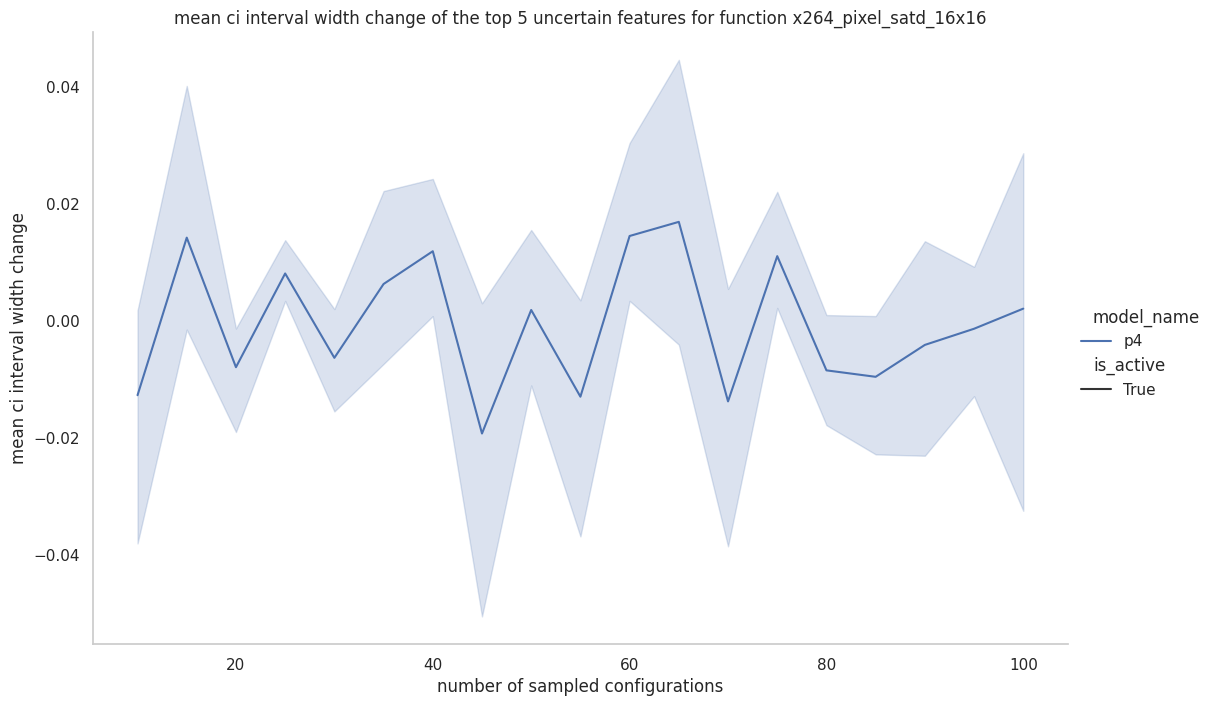 mean ci interval width change of the top 5 uncertain features for function x264_pixel_satd_16x16
mean ci interval width change
0.04
0.02
0.00
−0.02
−0.04
20
40
60
80
100
number of sampled configurations
model_name
p4
is_active
True